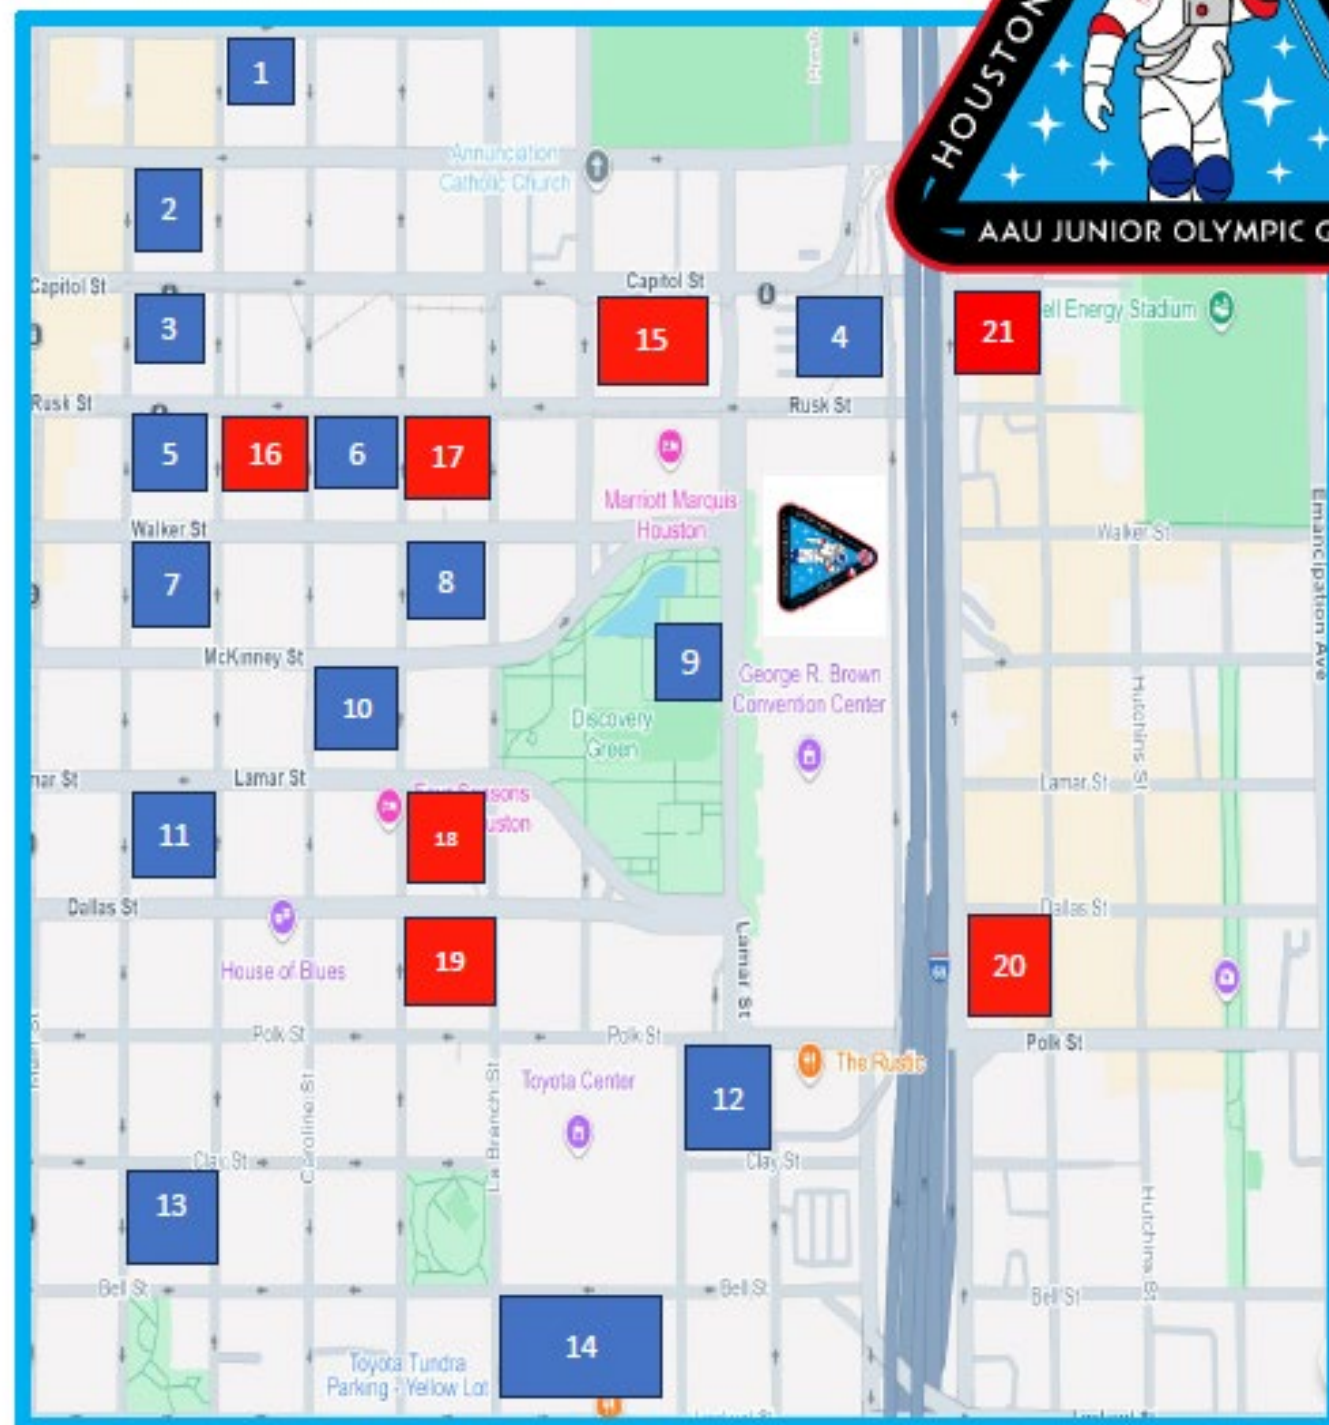 HOUSTON
AAU JUNIOR OLYMPIC G
1
Annunciation
Catholic Church
2
Capitol St
Capitol St
3
15
4
21
ell Energy Stadium
Rusk St
Rusk St
5
16
6
17
Marriott Marquis
Houston
Walker St
Walker St
Emancipation Ave
7
8
McKinney St
9
George R. Brown
Convention Center
10
Discovery
Green
Hutchins St
mar St
Lamar St
Lamar St
sons
uston
11
18
Dallas St
Dallas St
House of Blues
19
Lamar St
20
69
Polk St
Polk St
Polk St
The Rustic
Toyota Center
12
Caroline St
La Branch St
Clay St
Clay St
13
Hutchins St
Bell St
Bell St
Bell St
14
Toyota Tundra
Parking - Yellow Lot